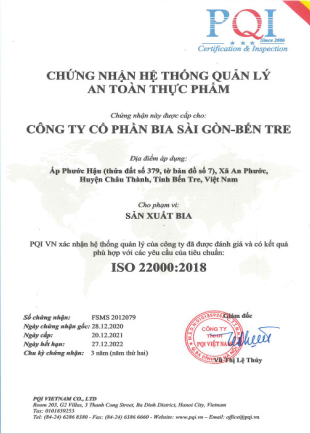 PQI
Since 2006
Certification & Inspection
CHỨNG NHẬN HỆ THỐNG QUẢN LÝ
AN TOÀN THỰC PHẨM
Chứng nhận này được cấp cho:
CÔNG TY CỔ PHẦN BIA SÀI GÒN-BẾN TRE
Địa điểm áp dụng:
Ấp Phước Hậu (thửa đất số 379, tờ bản đồ số 7), Xã An Phước,
Huyện Châu Thành, Tỉnh Bến Tre, Việt Nam
Cho phạm vi:
SẢN XUẤT BIA
PQI VN xác nhận hệ thống quản lý của công ty đã được đánh giá và có kết quả
phù hợp với các yêu cầu của tiêu chuẩn:
ISO 22000:2018
Số chứng nhận: FSMS 2012079
Ngày chứng nhận gốc: 28.12.2020
Ngày cấp: 20.12.2021
Ngày hết hạn: 27.12.2022
Chu kỳ chứng nhận: 3 năm (năm thứ hai)
Giám đốc
CÔNG TY
TNHH
PQI VIỆT NAM
Vũ Thị Lệ Thủy
PQI VIETNAM CO., LTD
Room 203, G2 Villas, 3 Thanh Cong Street, Ba Dinh District, Hanoi City, Vietnam
Tax: 0101839253
Tel: (84-24) 6286 8380 - Fax: (84-24) 6386 6660 - Website: www.pqi.vn – Email: office@pqi.vn